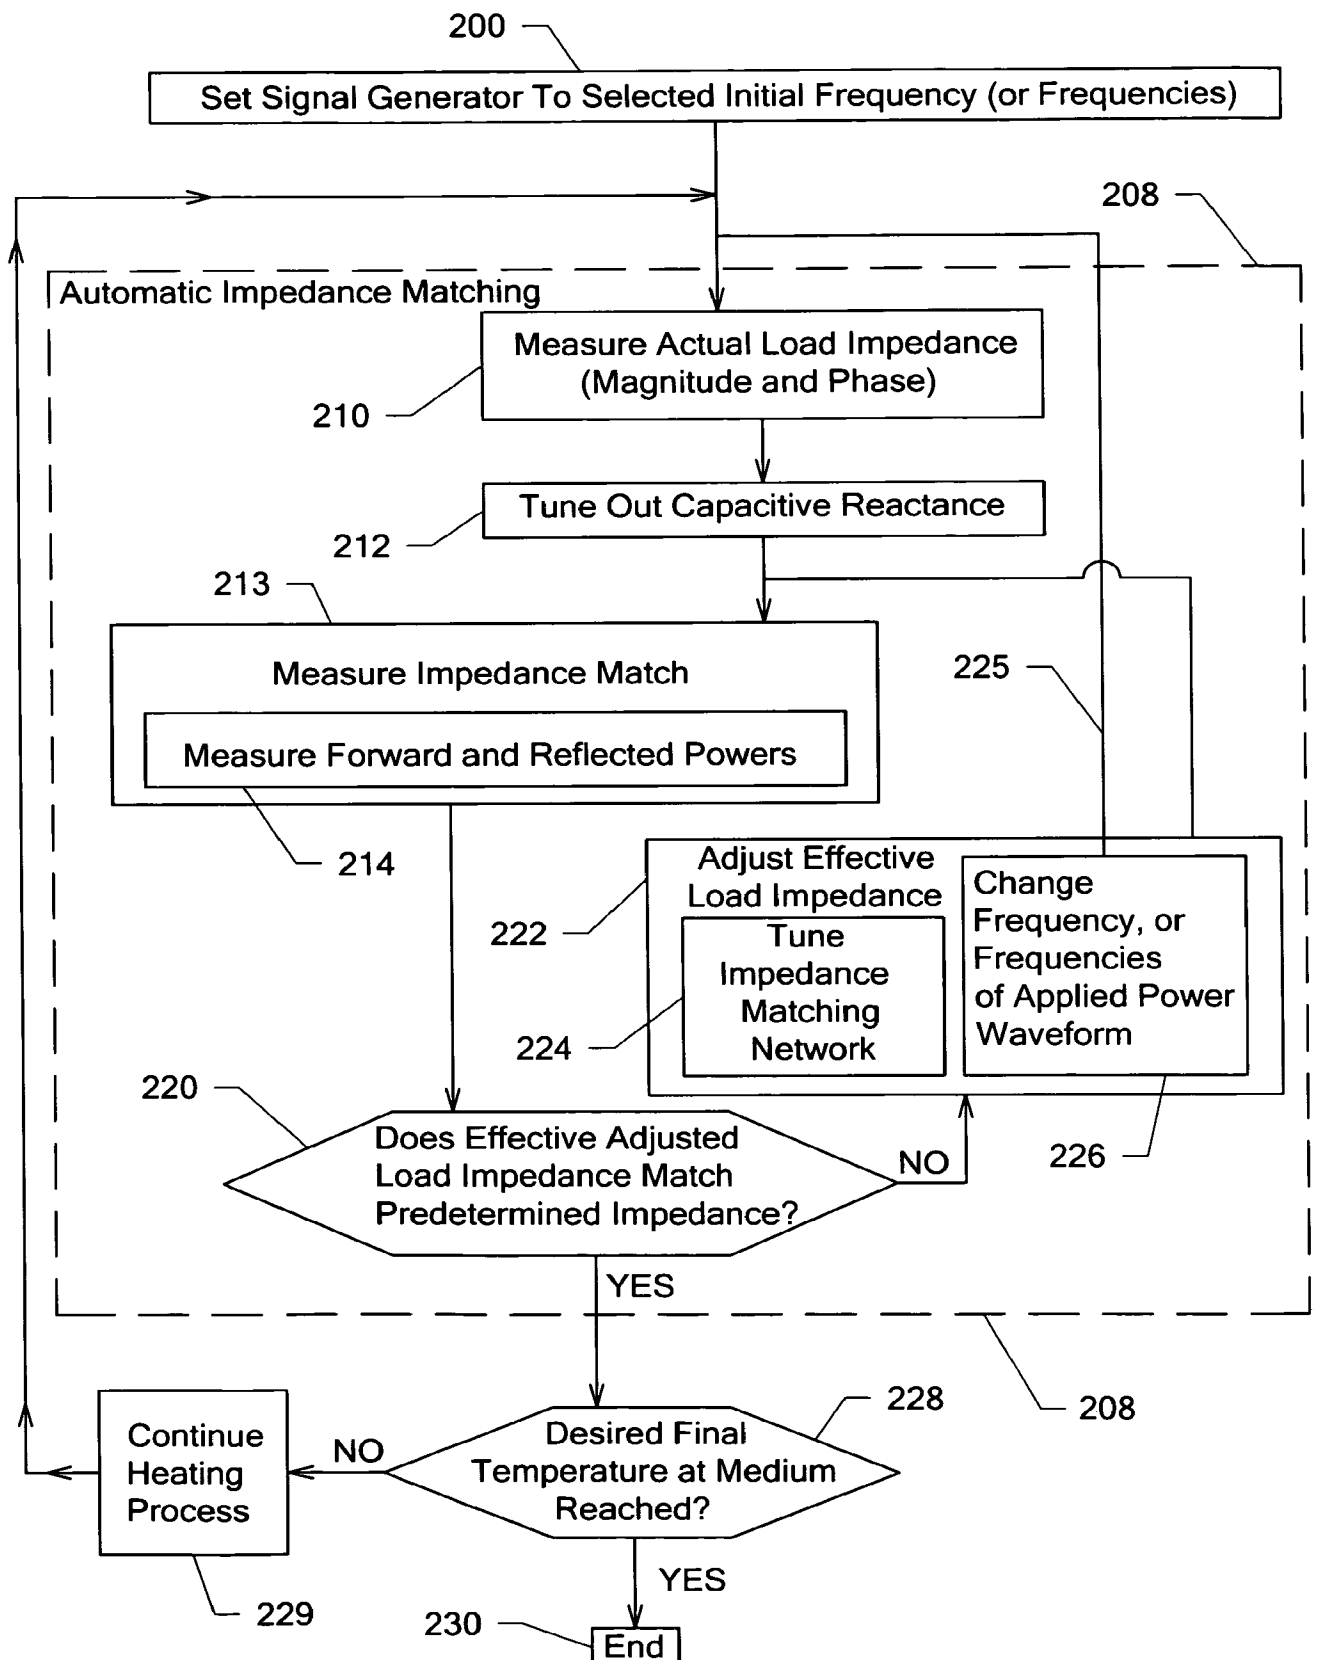 200
Set Signal Generator To Selected Initial Frequency (or Frequencies)
208
Automatic Impedance Matching
Measure Actual Load Impedance
(Magnitude and Phase)
210
Tune Out Capacitive Reactance
212
213
Measure Impedance Match
225
Measure Forward and Reflected Powers
214
Adjust Effective
Load Impedance
222
Tune
Impedance
Matching
Network
224
Change
Frequency, or
Frequencies
of Applied Power
Waveform
226
220
Does Effective Adjusted
Load Impedance Match
Predetermined Impedance?
NO
YES
208
228
Desired Final
Temperature at Medium
Reached?
NO
Continue
Heating
Process
229
YES
230
End